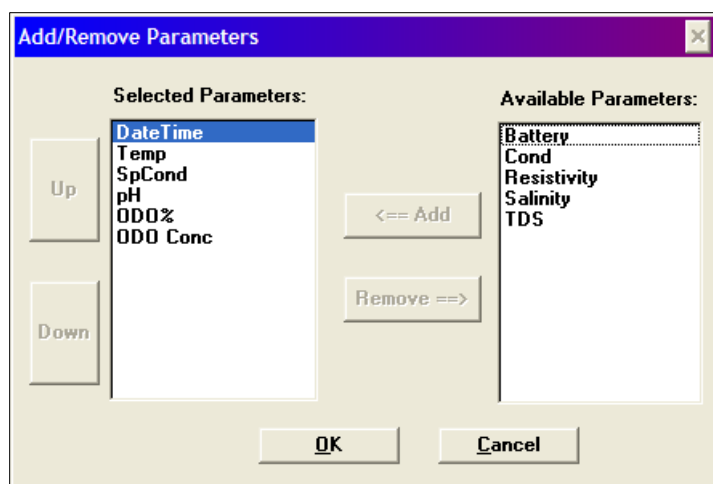 Add/Remove Parameters
Selected Parameters:
DateTime
Temp
SpCond
pH
ODO%
ODO Conc
Up
Down
<== Add
Remove ==>
Available Parameters:
Battery
Cond
Resistivity
Salinity
TDS
OK
Cancel